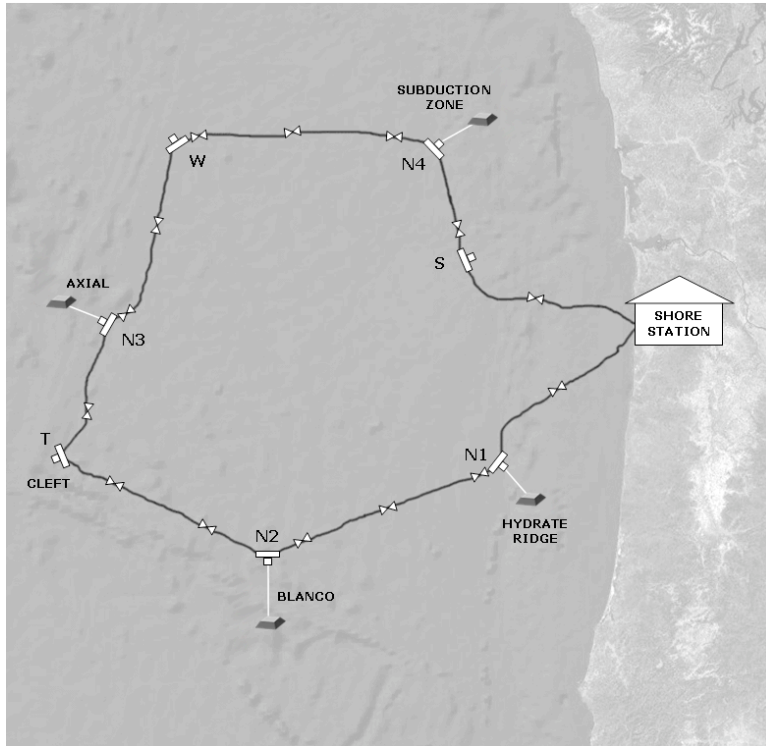 SUBDUCTION
ZONE
W
N4
S
AXIAL
N3
SHORE
STATION
T
CLEFT
N1
HYDRATE
RIDGE
N2
BLANCO